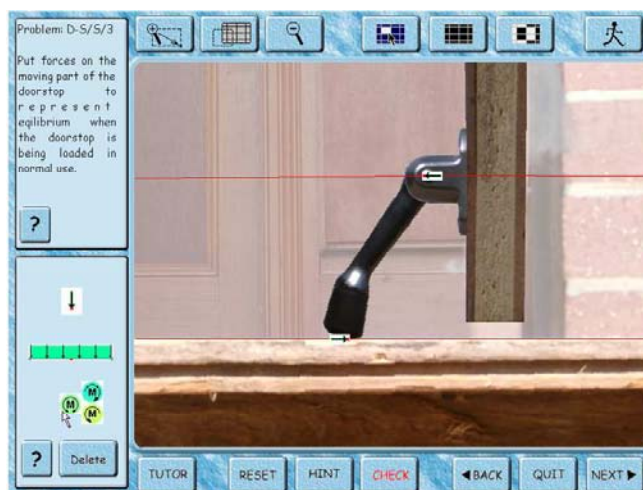 Problem: D-S/S/3
Put forces on the
moving part of the
doorstop to
represent
eqilibrium when
the doorstop is
being loaded in
normal use.
?
M
M
M
? Delete
TUTOR RESET HINT CHECK ◀BACK QUIT NEXT▶